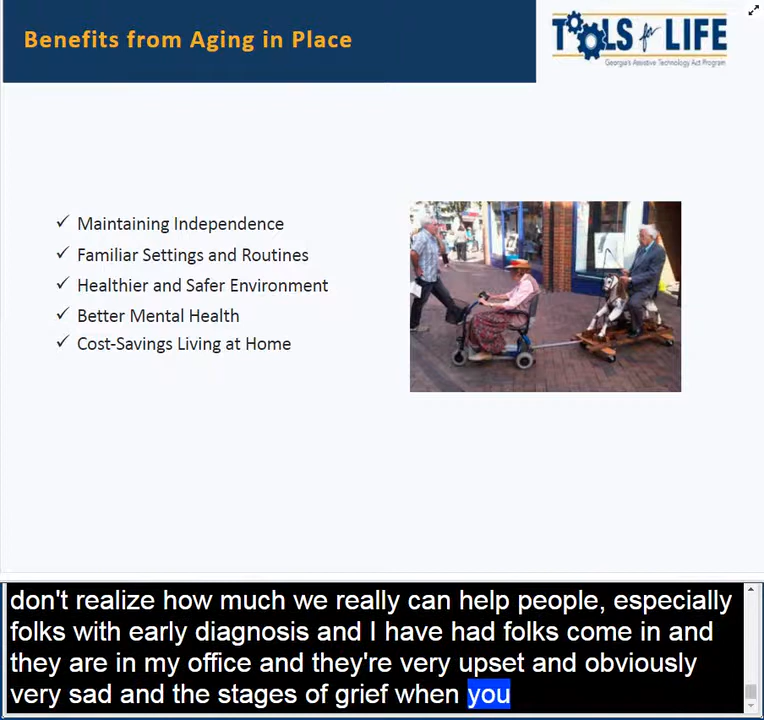 Benefits from Aging in Place
TOOLS for LIFE
Georgia's Assistive Technology Act Program
✓ Maintaining Independence
✓ Familiar Settings and Routines
✓ Healthier and Safer Environment
✓ Better Mental Health
✓ Cost-Savings Living at Home
don't realize how much we really can help people, especially
folks with early diagnosis and I have had folks come in and
they are in my office and they're very upset and obviously
very sad and the stages of grief when you